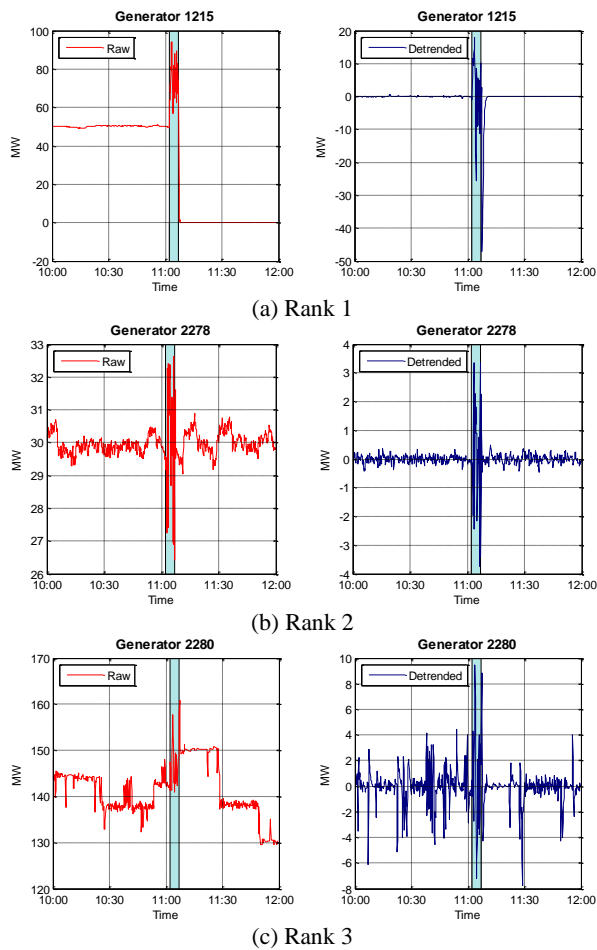 Generator 1215
Generator 1215
100
80
60
40
20
0
-20
MW
Raw
10:00 10:30 11:00 11:30 12:00
Time
20
10
0
-10
-20
-30
-40
-50
MW
Detrended
10:00 10:30 11:00 11:30 12:00
Time
(a) Rank 1
Generator 2278
Generator 2278
33
32
31
30
29
28
27
26
MW
Raw
10:00 10:30 11:00 11:30 12:00
Time
4
3
2
1
0
-1
-2
-3
-4
MW
Detrended
10:00 10:30 11:00 11:30 12:00
Time
(b) Rank 2
Generator 2280
Generator 2280
170
160
150
140
130
120
MW
Raw
10:00 10:30 11:00 11:30 12:00
Time
10
8
6
4
2
0
-2
-4
-6
-8
MW
Detrended
10:00 10:30 11:00 11:30 12:00
Time
(c) Rank 3